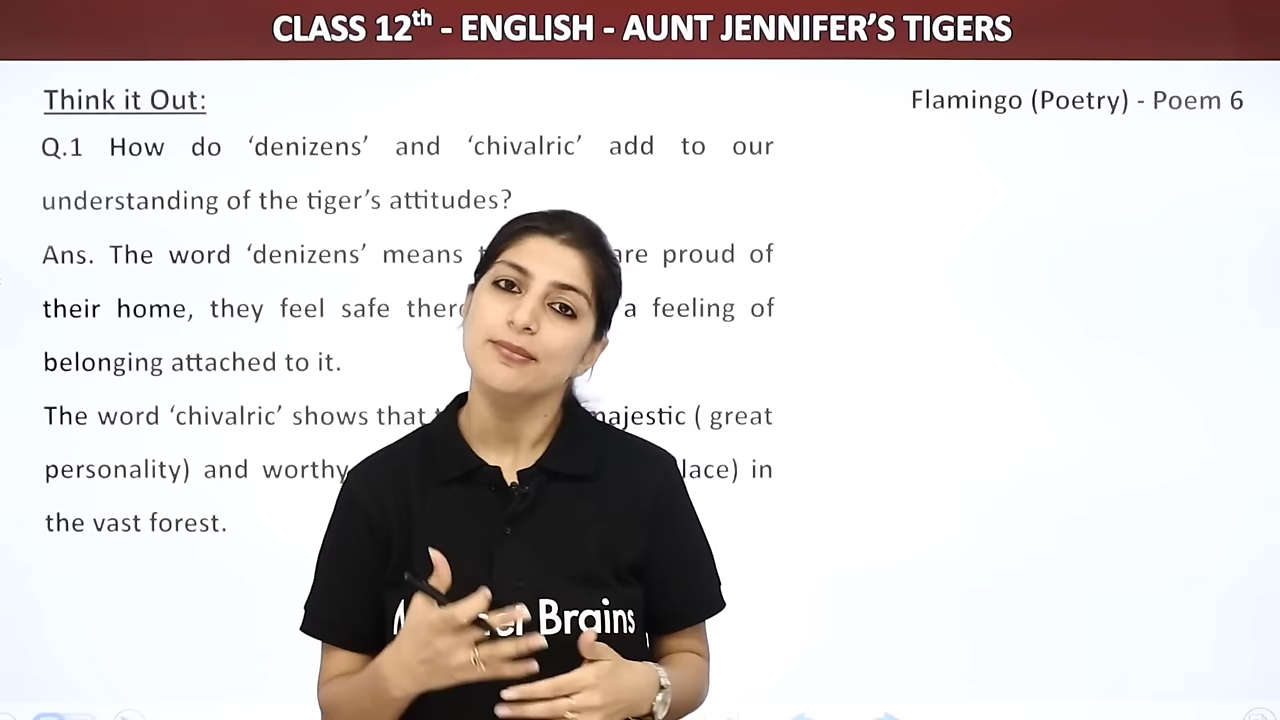 CLASS 12th - ENGLISH - AUNT JENNIFER'S TIGERS
Think it Out:
Flamingo (Poetry) - Poem 6
Q.1 How do 'denizens' and 'chivalric' add to our
understanding of the tiger's attitudes?
Ans. The word 'denizens' means are proud of
their home, they feel safe a feeling of
belonging attached to it.
The word 'chivalric' shows that majestic ( great
personality) and worthy in
the vast forest.
Brains